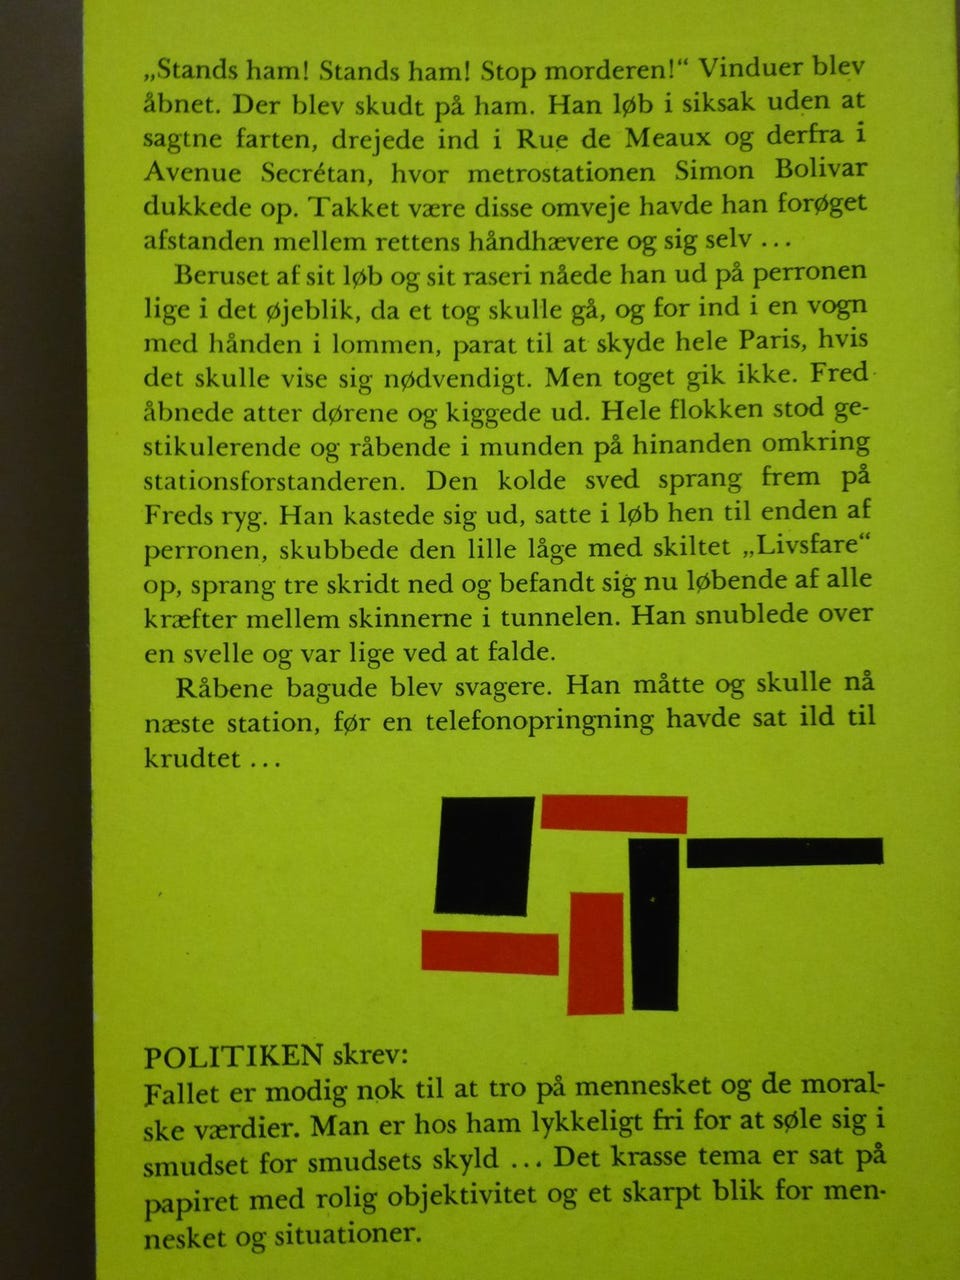 „Stands ham! Stands ham! Stop morderen!“ Vinduer blev
åbnet. Der blev skudt på ham. Han løb i siksak uden at
sagtne farten, drejede ind i Rue de Meaux og derfra i
Avenue Secrétan, hvor metrostationen Simon Bolivar
dukkede op. Takket være disse omveje havde han forøget
afstanden mellem rettens håndhævere og sig selv ...
Beruset af sit løb og sit raseri nåede han ud på perronen
lige i det øjeblik, da et tog skulle gå, og for ind i en vogn
med hånden i lommen, parat til at skyde hele Paris, hvis
det skulle vise sig nødvendigt. Men toget gik ikke. Fred
åbnede atter dørene og kiggede ud. Hele flokken stod ge-
stikulerende og råbende i munden på hinanden omkring
stationsforstanderen. Den kolde sved sprang frem på
Freds ryg. Han kastede sig ud, satte i løb hen til enden af
perronen, skubbede den lille låge med skiltet „Livsfare“
op, sprang tre skridt ned og befandt sig nu løbende af alle
kræfter mellem skinnerne i tunnelen. Han snublede over
en svelle og var lige ved at falde.
Råbene bagude blev svagere. Han måtte og skulle nå
næste station, før en telefonopringning havde sat ild til
krudtet ...
POLITIKEN skrev:
Fallet er modig nok til at tro på mennesket og de moral-
ske værdier. Man er hos ham lykkeligt fri for at søle sig i
smudset for smudsets skyld ... Det krasse tema er sat på
papiret med rolig objektivitet og et skarpt blik for men-
nesket og situationer.